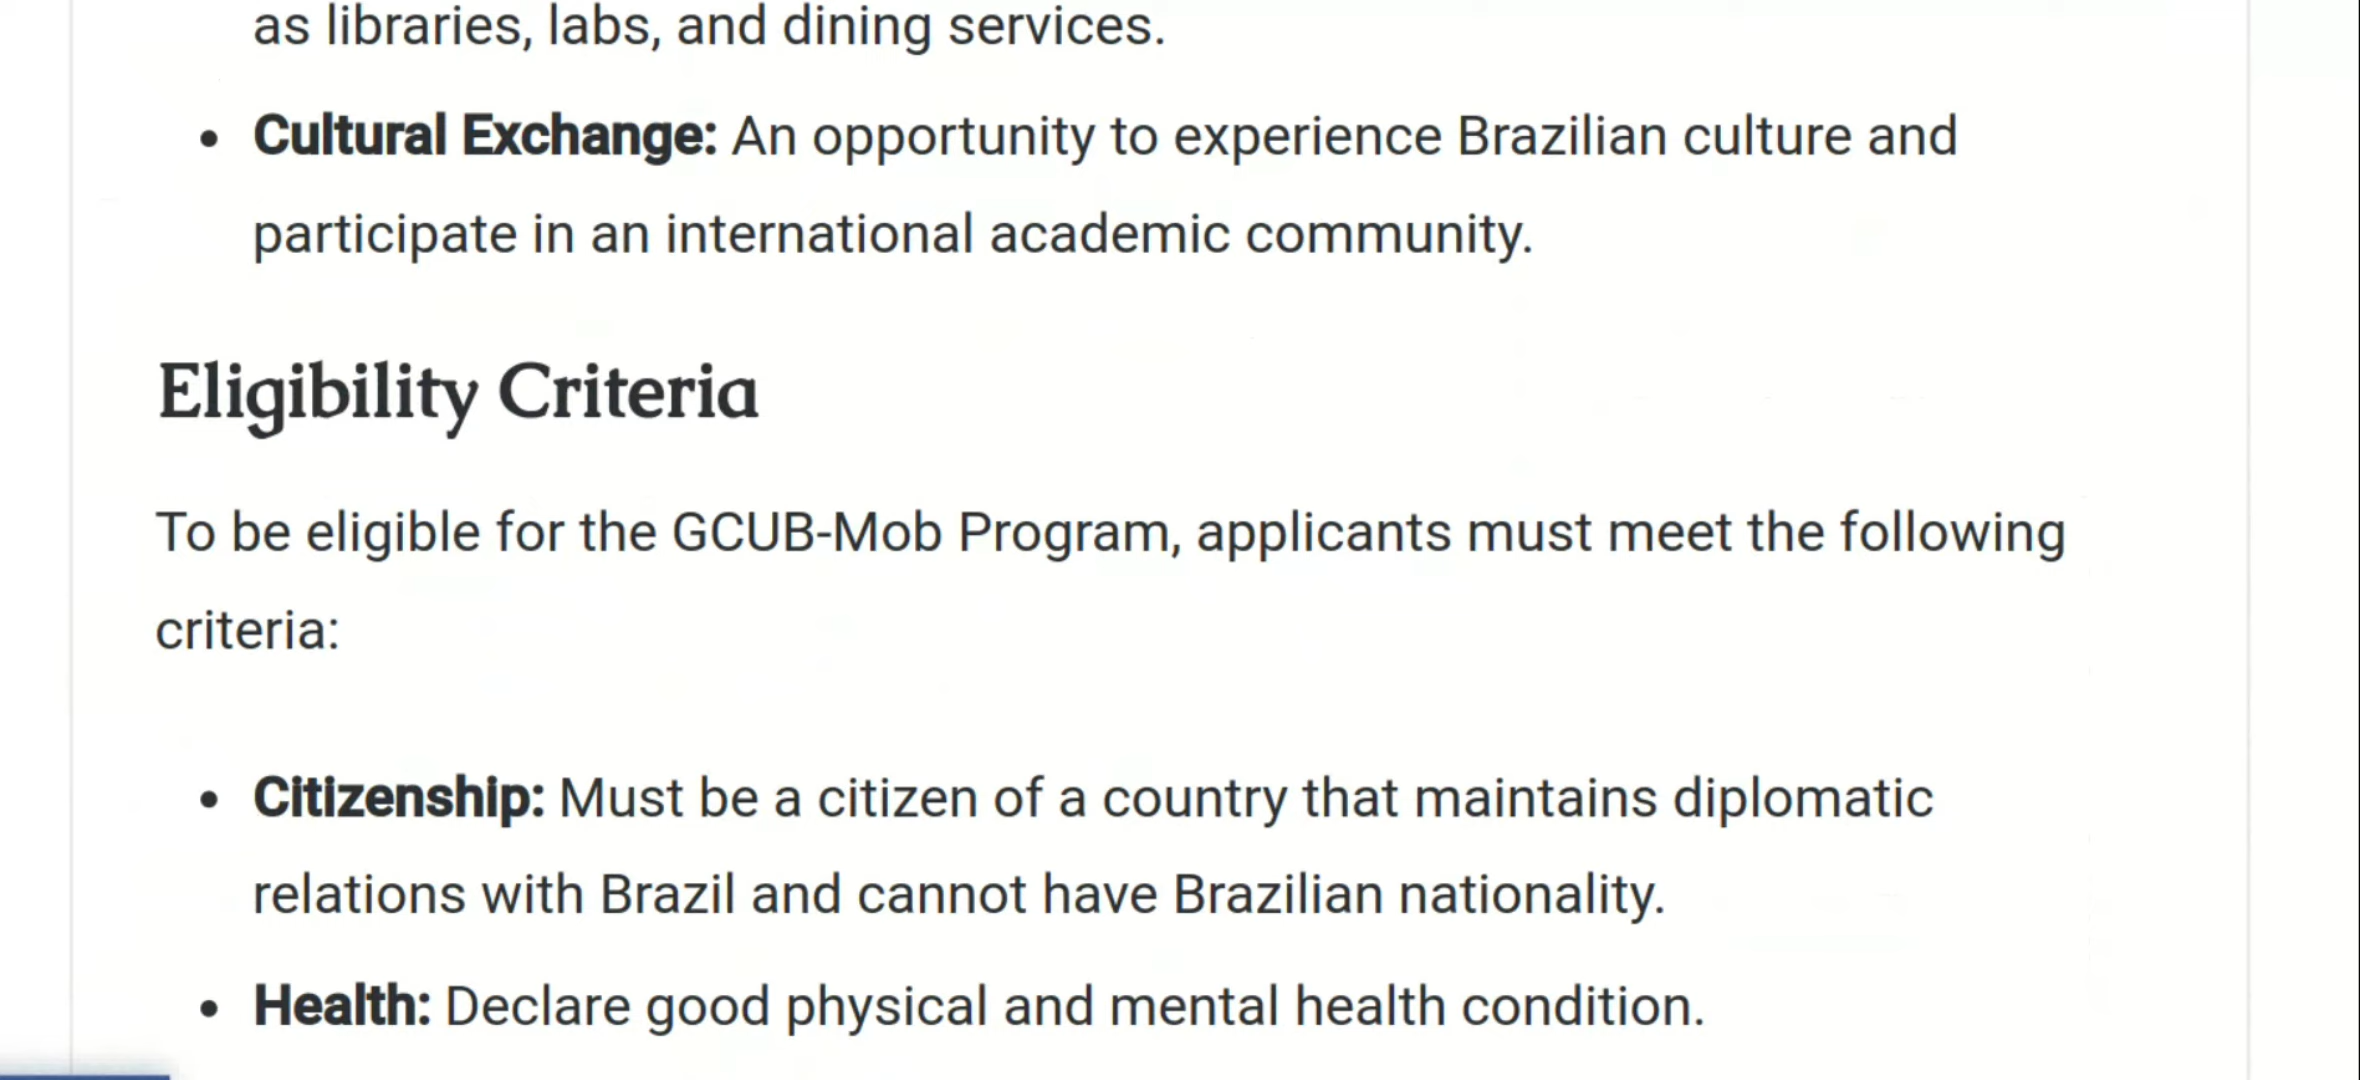 as libraries, labs, and dining services.
• Cultural Exchange: An opportunity to experience Brazilian culture and
participate in an international academic community.
Eligibility Criteria
To be eligible for the GCUB-Mob Program, applicants must meet the following
criteria:
• Citizenship: Must be a citizen of a country that maintains diplomatic
relations with Brazil and cannot have Brazilian nationality.
• Health: Declare good physical and mental health condition.